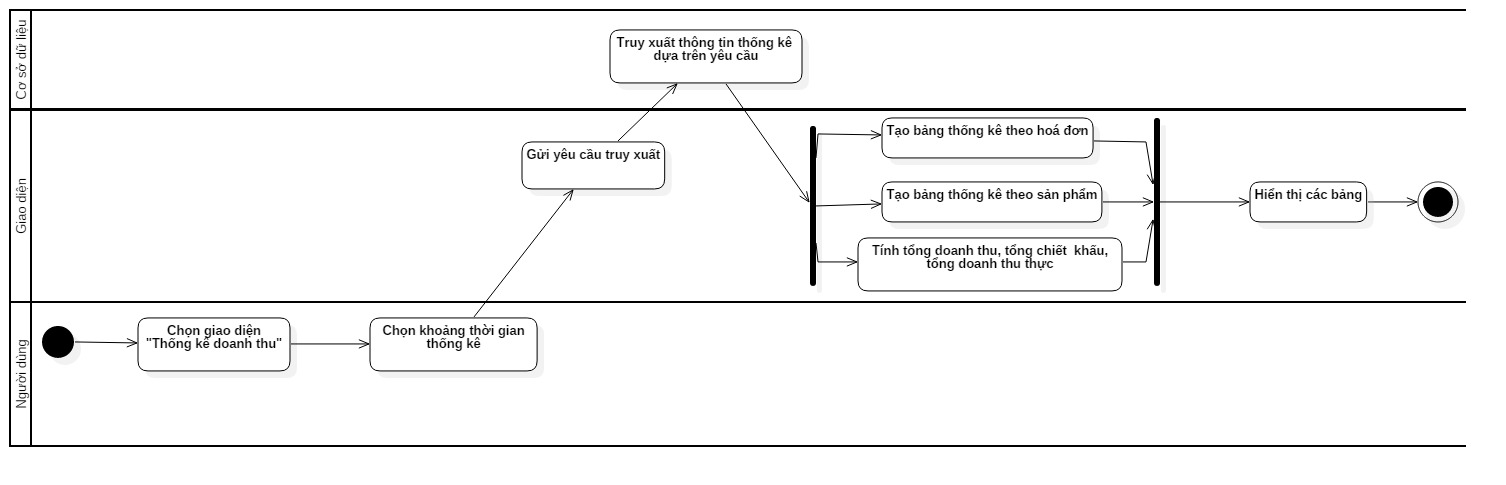 Cơ sở dữ liệu
Truy xuất thông tin thống kê
dựa trên yêu cầu
Giao diện
Gửi yêu cầu truy xuất
Tạo bảng thống kê theo hoá đơn
Tạo bảng thống kê theo sản phẩm
Tính tổng doanh thu, tổng chiết  khấu,
tổng doanh thu thực
Hiển thị các bảng
Người dùng
Chọn giao diện
"Thống kê doanh thu"
Chọn khoảng thời gian
thống kê